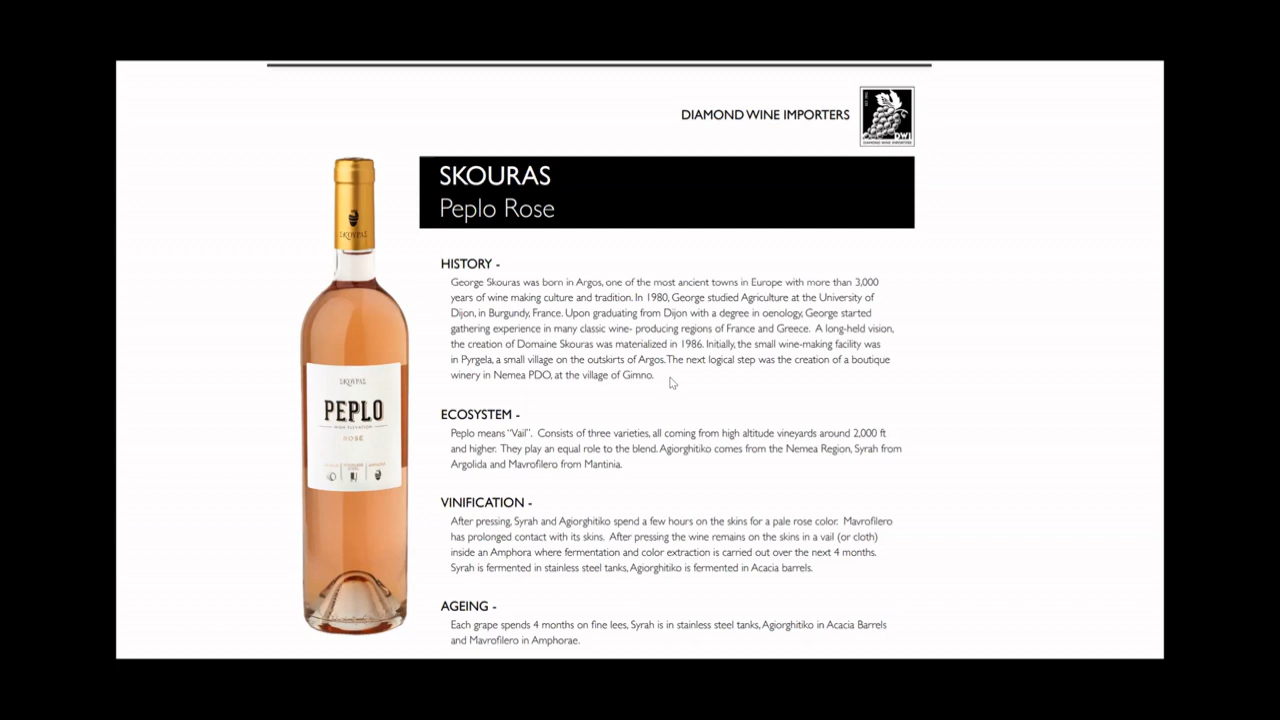 DIAMOND WINE IMPORTERS
DWI
DIAMOND WINE IMPORTERS
SKOURAS
Peplo Rose
HISTORY -
George Skouras was born in Argos, one of the most ancient towns in Europe with more than 3,000
years of wine making culture and tradition. In 1980, George studied Agriculture at the University of
Dijon, in Burgundy, France. Upon graduating from Dijon with a degree in oenology, George started
gathering experience in many classic wine- producing regions of France and Greece. A long-held vision,
the creation of Domaine Skouras was materialized in 1986. Initially, the small wine-making facility was
in Pyrgela, a small village on the outskirts of Argos. The next logical step was the creation of a boutique
winery in Nemea PDO, at the village of Gimno.
ECOSYSTEM -
Peplo means “Vail”. Consists of three varieties, all coming from high altitude vineyards around 2,000 ft
and higher. They play an equal role to the blend. Agiorghitiko comes from the Nemea Region, Syrah from
Argolida and Mavrofilero from Mantinia.
VINIFICATION -
After pressing, Syrah and Agiorghitiko spend a few hours on the skins for a pale rose color. Mavrofilero
has prolonged contact with its skins. After pressing the wine remains on the skins in a vail (or cloth)
inside an Amphora where fermentation and color extraction is carried out over the next 4 months.
Syrah is fermented in stainless steel tanks, Agiorghitiko is fermented in Acacia barrels.
AGEING -
Each grape spends 4 months on fine lees, Syrah is in stainless steel tanks, Agiorghitiko in Acacia Barrels
and Mavrofilero in Amphorae.
ΣΚΟΥΡΑΣ
ΣΚΟΥΡΑΣ
PEPLO
ROSÉ